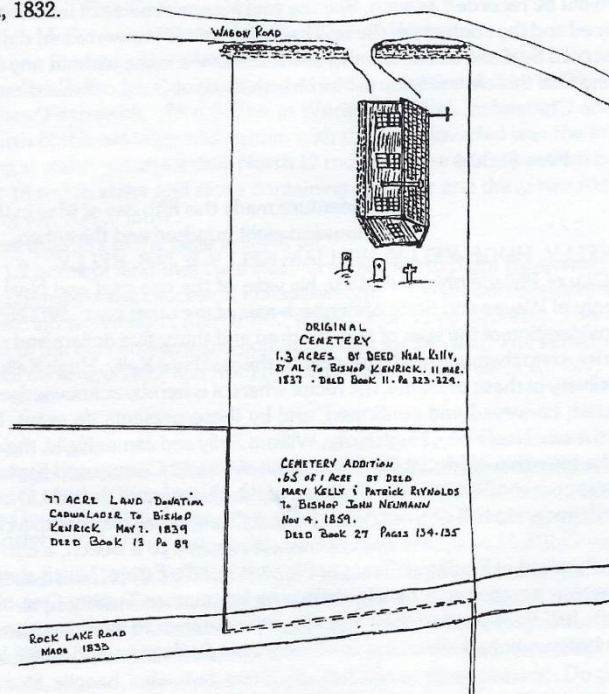 , 1832.
WAGON ROAD
ORIGINAL
CEMETERY
1.3 ACRES BY DEED NEAL KELLY,
ET AL TO BISHOP KENRICK. 11 MAR.
1837 - DEED BOOK 11 - PG 323-324.
CEMETERY ADDITION
.65 OF 1 ACRE BY DEED
MARY KELLY & PATRICK REYNOLDS
TO BISHOP JOHN NEUMANN
NOV 4. 1859.
DEED BOOK 27 PAGES 134.135
77 ACRE LAND DONATION
CADWALADER TO BISHOP
KENRICK MAY 7. 1839
DEED BOOK 13 PG 89
ROCK LAKE ROAD
MADE 1833